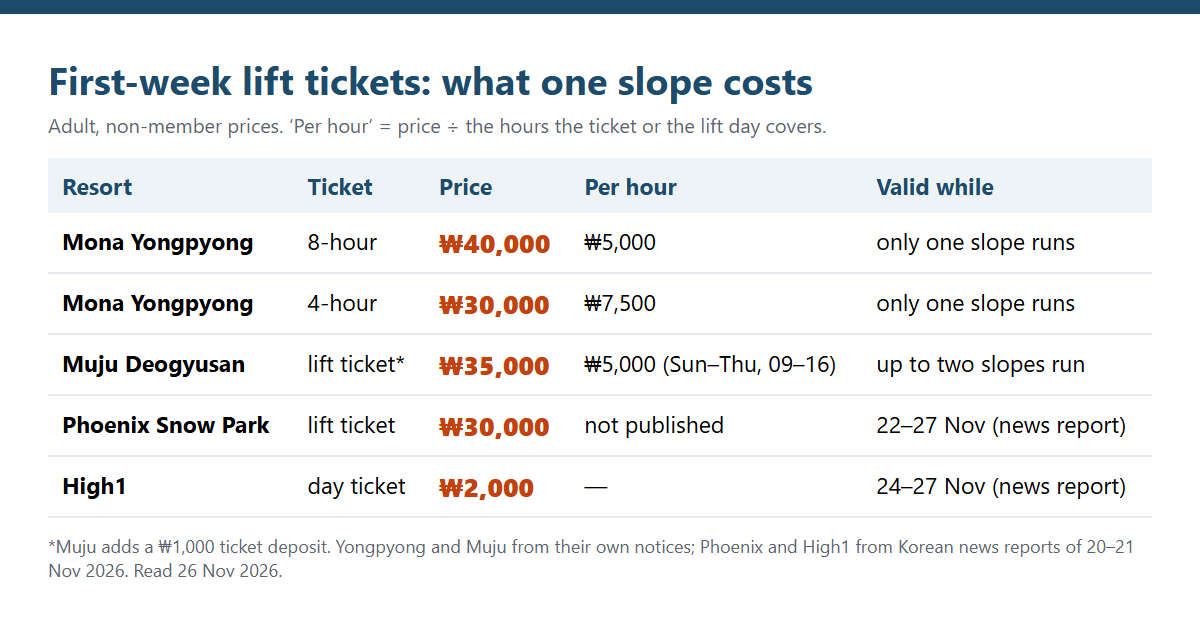 First-week lift tickets: what one slope costs
Adult, non-member prices. ‘Per hour’ = price ÷ the hours the ticket or the lift day covers.
Resort Ticket Price Per hour Valid while
Mona Yongpyong 8-hour ₩40,000 ₩5,000 only one slope runs
Mona Yongpyong 4-hour ₩30,000 ₩7,500 only one slope runs
Muju Deogyusan lift ticket* ₩35,000 ₩5,000 (Sun–Thu, 09–16) up to two slopes run
Phoenix Snow Park lift ticket ₩30,000 not published 22–27 Nov (news report)
High1 day ticket ₩2,000 — 24–27 Nov (news report)
*Muju adds a ₩1,000 ticket deposit. Yongpyong and Muju from their own notices; Phoenix and High1 from Korean news reports of 20–21
Nov 2026. Read 26 Nov 2026.